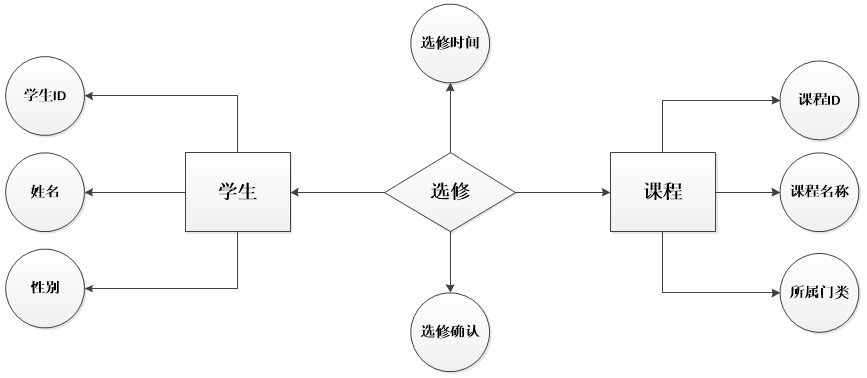 选修时间
学生ID
课程ID
姓名
学生
选修
课程
课程名称
性别
所属门类
选修确认